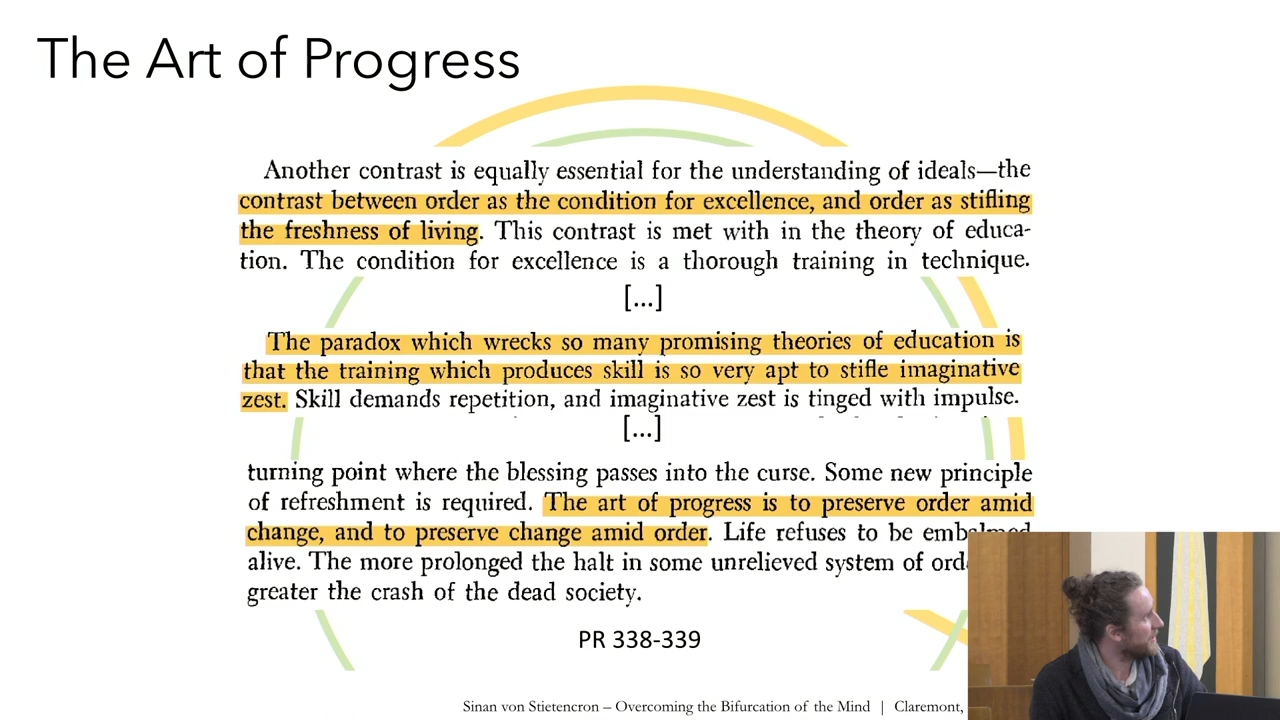 The Art of Progress
Another contrast is equally essential for the understanding of ideals—the
contrast between order as the condition for excellence, and order as stifling
the freshness of living. This contrast is met with in the theory of educa-
tion. The condition for excellence is a thorough training in technique.
[...]
The paradox which wrecks so many promising theories of education is
that the training which produces skill is so very apt to stifle imaginative
zest. Skill demands repetition, and imaginative zest is tinged with impulse.
[...]
turning point where the blessing passes into the curse. Some new principle
of refreshment is required. The art of progress is to preserve order amid
change, and to preserve change amid order. Life refuses to be embalmed
alive. The more prolonged the halt in some unrelieved system of
greater the crash of the dead society.
PR 338-339
Sinan von Stietencron – Overcoming the Bifurcation of the Mind | Claremont,